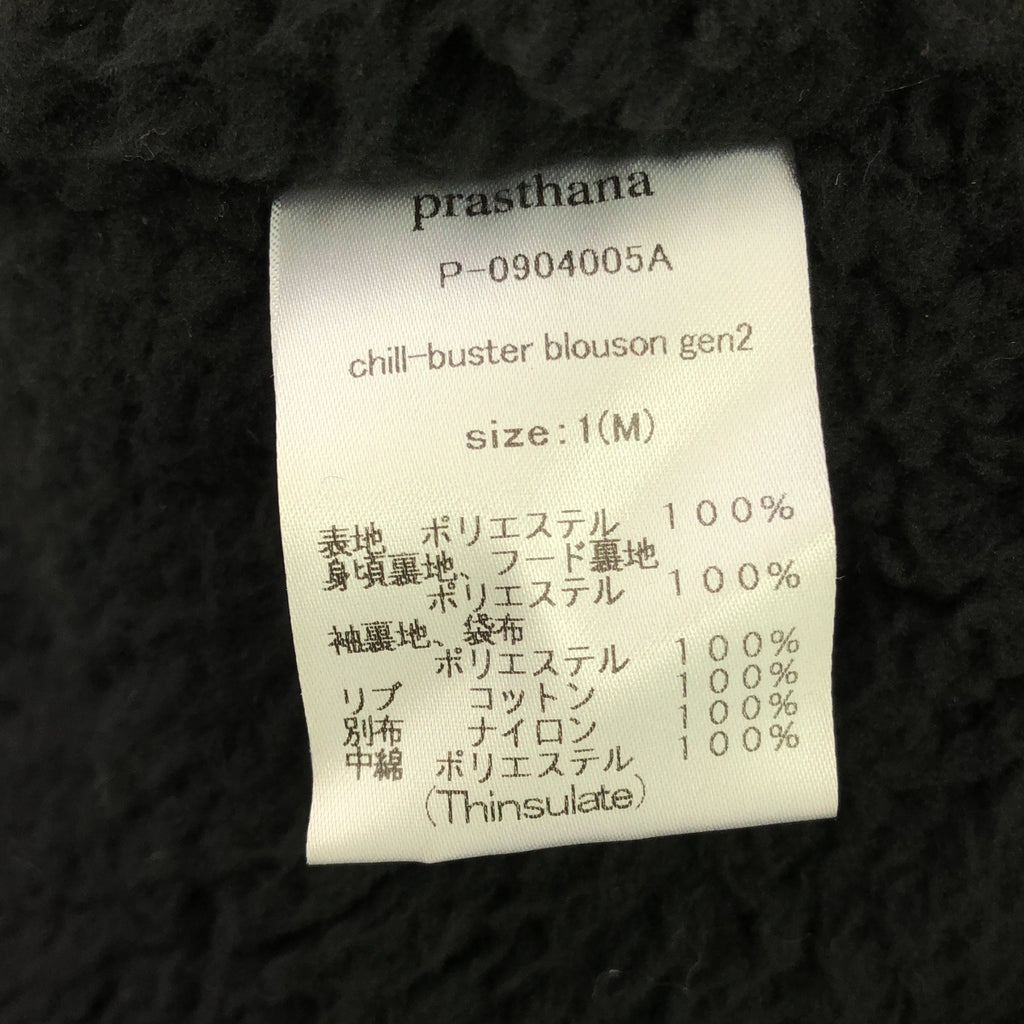 prasthana
P-0904005A
chill-buster blouson gen2
size:1(M)
表地 ポリエステル 100%
身頃裏地、フード裏地
ポリエステル 100%
袖裏地、袋布
ポリエステル 100%
リブ コットン 100%
別布 ナイロン 100%
中綿 ポリエステル 100%
(Thinsulate)